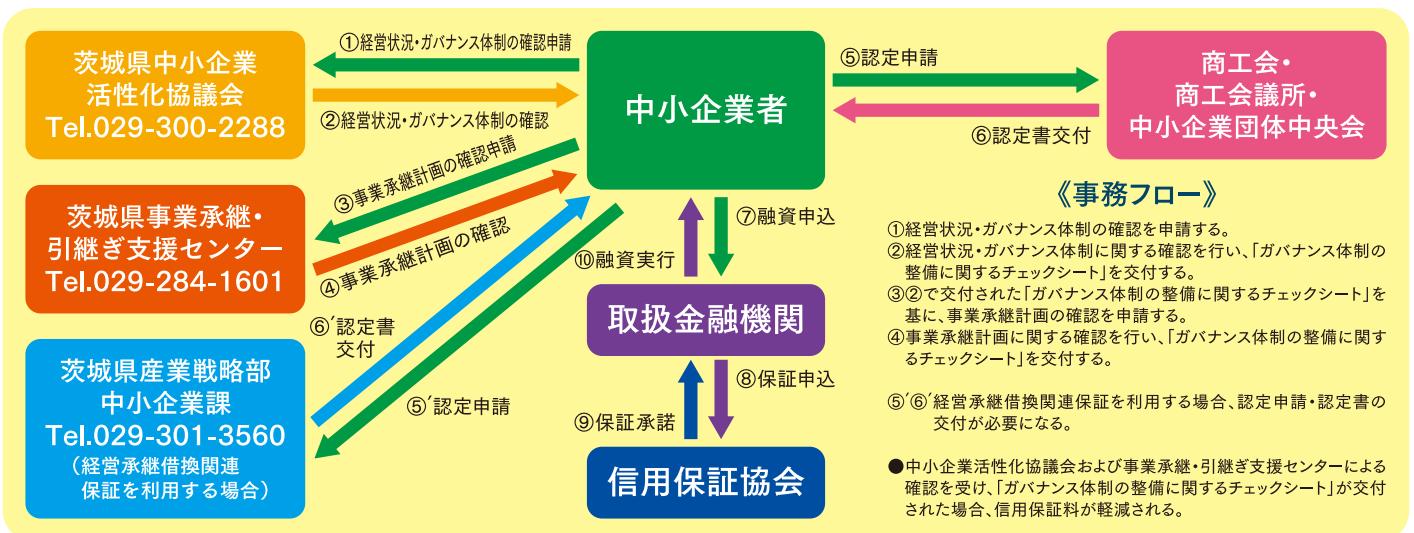 茨城県中小企業
活性化協議会
Tel.029-300-2288
①経営状況・ガバナンス体制の確認申請
②経営状況・ガバナンス体制の確認
中小企業者
⑤認定申請
⑥認定書交付
商工会・
商工会議所・
中小企業団体中央会
茨城県事業承継・
引継ぎ支援センター
Tel.029-284-1601
③事業承継計画の確認申請
④事業承継計画の確認
茨城県産業戦略部
中小企業課
Tel.029-301-3560
(経営承継借換関連
保証を利用する場合)
⑥′認定書
交付
⑤′認定申請
⑦融資申込
⑩融資実行
取扱金融機関
⑧保証申込
⑨保証承諾
信用保証協会
《事務フロー》
①経営状況・ガバナンス体制の確認を申請する。
②経営状況・ガバナンス体制に関する確認を行い、「ガバナンス体制の
整備に関するチェックシート」を交付する。
③②で交付された「ガバナンス体制の整備に関するチェックシート」を
基に、事業承継計画の確認を申請する。
④事業承継計画に関する確認を行い、「ガバナンス体制の整備に関す
るチェックシート」を交付する。
⑤′⑥′経営承継借換関連保証を利用する場合、認定申請・認定書の
交付が必要になる。
●中小企業活性化協議会および事業承継・引継ぎ支援センターによる
確認を受け、「ガバナンス体制の整備に関するチェックシート」が交付
された場合、信用保証料が軽減される。